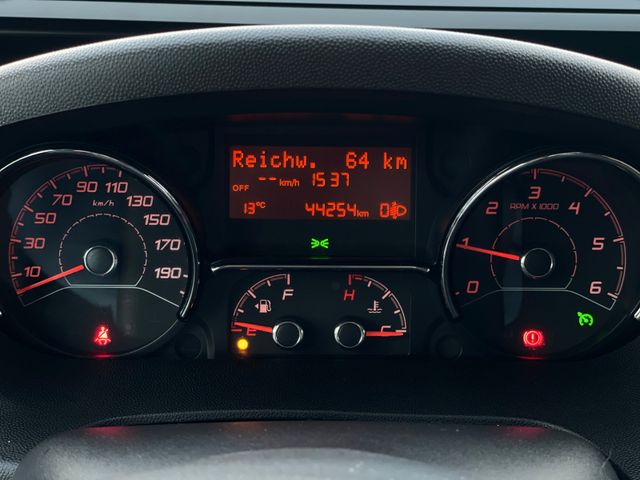 Reichw. 64 km
OFF --km/h 15:37
13°C 44254km 0
10 30 50 70 90 110 130 150 170 190
km/h
0 1 2 3 4 5 6
RPM X 1000
E F
H C